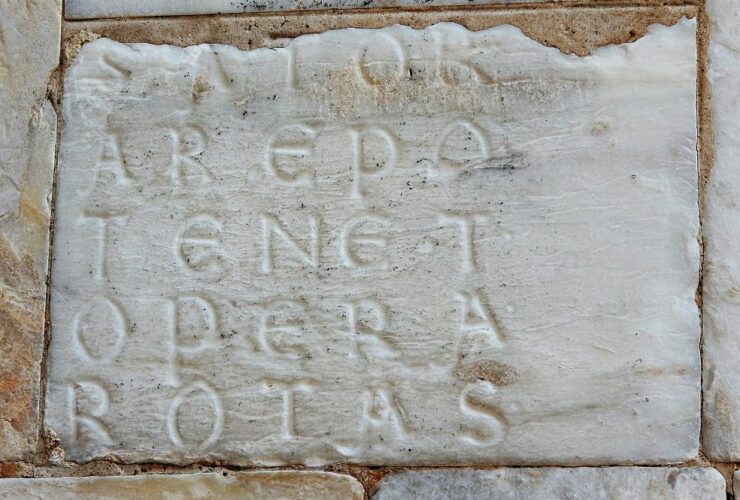 SATOR
AREPO
TENET
OPERA
ROTAS